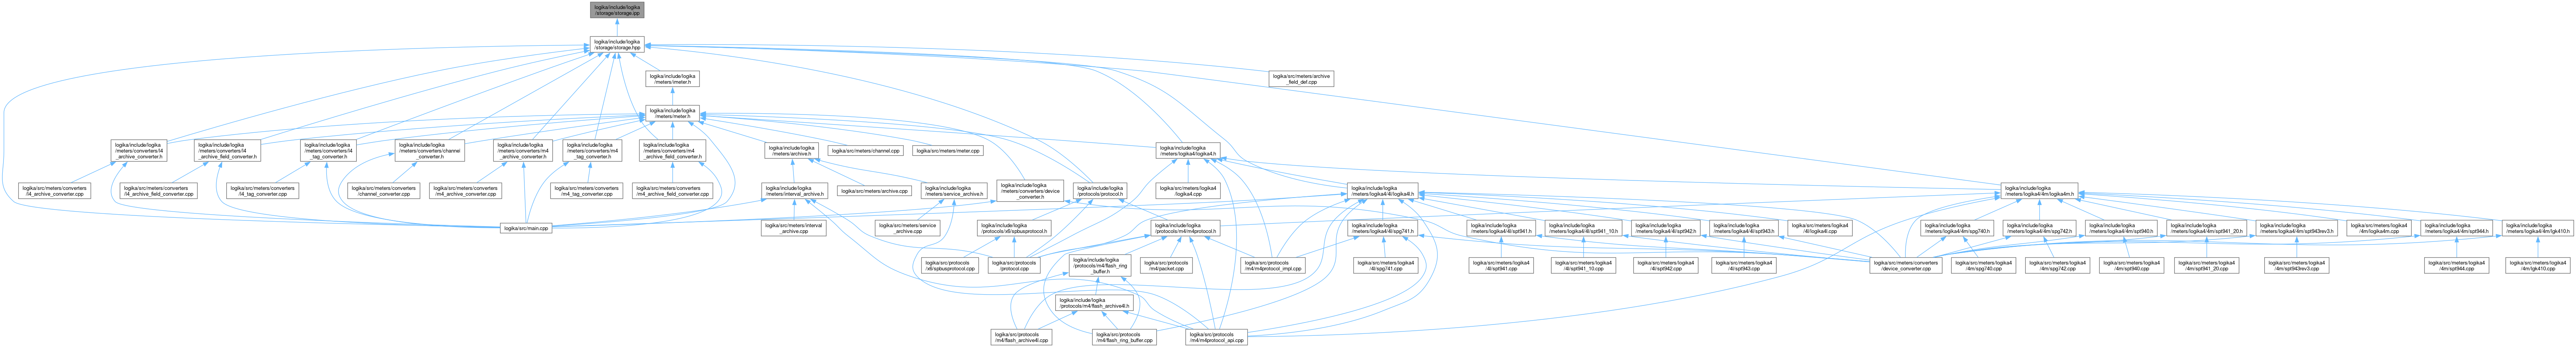 logika/include/logika
/storage/storage.ipp
logika/include/logika
/storage/storage.hpp
logika/include/logika
/meters/imeter.h
logika/src/meters/archive
_field_def.cpp
logika/include/logika
/meters/meter.h
logika/include/logika
/meters/converters/l4
_archive_converter.h
logika/include/logika
/meters/converters/l4
_archive_field_converter.h
logika/include/logika
/meters/converters/l4
_tag_converter.h
logika/include/logika
/meters/converters/channel
_converter.h
logika/include/logika
/meters/converters/m4
_archive_converter.h
logika/include/logika
/meters/converters/m4
_tag_converter.h
logika/include/logika
/meters/converters/m4
_archive_field_converter.h
logika/include/logika
/meters/archive.h
logika/src/meters/channel.cpp
logika/src/meters/meter.cpp
logika/include/logika
/meters/logika4/logika4.h
logika/src/meters/converters
/l4_archive_converter.cpp
logika/src/meters/converters
/l4_archive_field_converter.cpp
logika/src/meters/converters
/l4_tag_converter.cpp
logika/src/meters/converters
/channel_converter.cpp
logika/src/meters/converters
/m4_archive_converter.cpp
logika/src/meters/converters
/m4_tag_converter.cpp
logika/src/meters/converters
/m4_archive_field_converter.cpp
logika/include/logika
/meters/interval_archive.h
logika/src/meters/archive.cpp
logika/include/logika
/meters/service_archive.h
logika/include/logika
/meters/converters/device
_converter.h
logika/include/logika
/protocols/protocol.h
logika/src/meters/logika4
/logika4.cpp
logika/include/logika
/meters/logika4/4l/logika4l.h
logika/include/logika
/meters/logika4/4m/logika4m.h
logika/src/main.cpp
logika/src/meters/interval
_archive.cpp
logika/src/meters/service
_archive.cpp
logika/include/logika
/protocols/x6/spbusprotocol.h
logika/include/logika
/protocols/m4/m4protocol.h
logika/include/logika
/meters/logika4/4l/spg741.h
logika/include/logika
/meters/logika4/4l/spt941.h
logika/include/logika
/meters/logika4/4l/spt941_10.h
logika/include/logika
/meters/logika4/4l/spt942.h
logika/include/logika
/meters/logika4/4l/spt943.h
logika/src/meters/logika4
/4l/logika4l.cpp
logika/include/logika
/meters/logika4/4m/spg740.h
logika/include/logika
/meters/logika4/4m/spg742.h
logika/include/logika
/meters/logika4/4m/spt940.h
logika/include/logika
/meters/logika4/4m/spt941_20.h
logika/include/logika
/meters/logika4/4m/spt943rev3.h
logika/src/meters/logika4
/4m/logika4m.cpp
logika/include/logika
/meters/logika4/4m/spt944.h
logika/include/logika
/meters/logika4/4m/lgk410.h
logika/src/protocols
/x6/spbusprotocol.cpp
logika/src/protocols
/protocol.cpp
logika/include/logika
/protocols/m4/flash_ring
_buffer.h
logika/src/protocols
/m4/packet.cpp
logika/src/protocols
/m4/m4protocol_impl.cpp
logika/src/meters/logika4
/4l/spg741.cpp
logika/src/meters/logika4
/4l/spt941.cpp
logika/src/meters/logika4
/4l/spt941_10.cpp
logika/src/meters/logika4
/4l/spt942.cpp
logika/src/meters/logika4
/4l/spt943.cpp
logika/src/meters/converters
/device_converter.cpp
logika/src/meters/logika4
/4m/spg740.cpp
logika/src/meters/logika4
/4m/spg742.cpp
logika/src/meters/logika4
/4m/spt940.cpp
logika/src/meters/logika4
/4m/spt941_20.cpp
logika/src/meters/logika4
/4m/spt943rev3.cpp
logika/src/meters/logika4
/4m/spt944.cpp
logika/src/meters/logika4
/4m/lgk410.cpp
logika/include/logika
/protocols/m4/flash_archive4l.h
logika/src/protocols
/m4/flash_archive4l.cpp
logika/src/protocols
/m4/flash_ring_buffer.cpp
logika/src/protocols
/m4/m4protocol_api.cpp